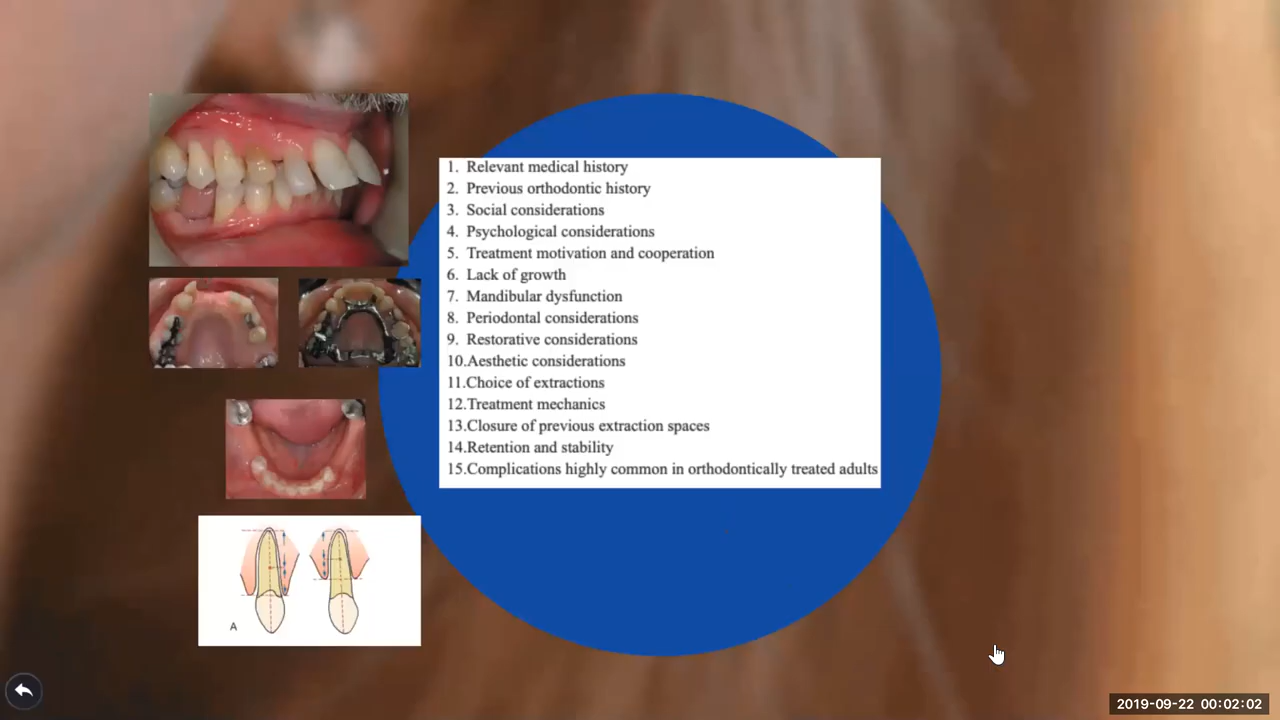 1. Relevant medical history
2. Previous orthodontic history
3. Social considerations
4. Psychological considerations
5. Treatment motivation and cooperation
6. Lack of growth
7. Mandibular dysfunction
8. Periodontal considerations
9. Restorative considerations
10.Aesthetic considerations
11.Choice of extractions
12.Treatment mechanics
13.Closure of previous extraction spaces
14.Retention and stability
15.Complications highly common in orthodontically treated adults
A
2019-09-22 00:02:02